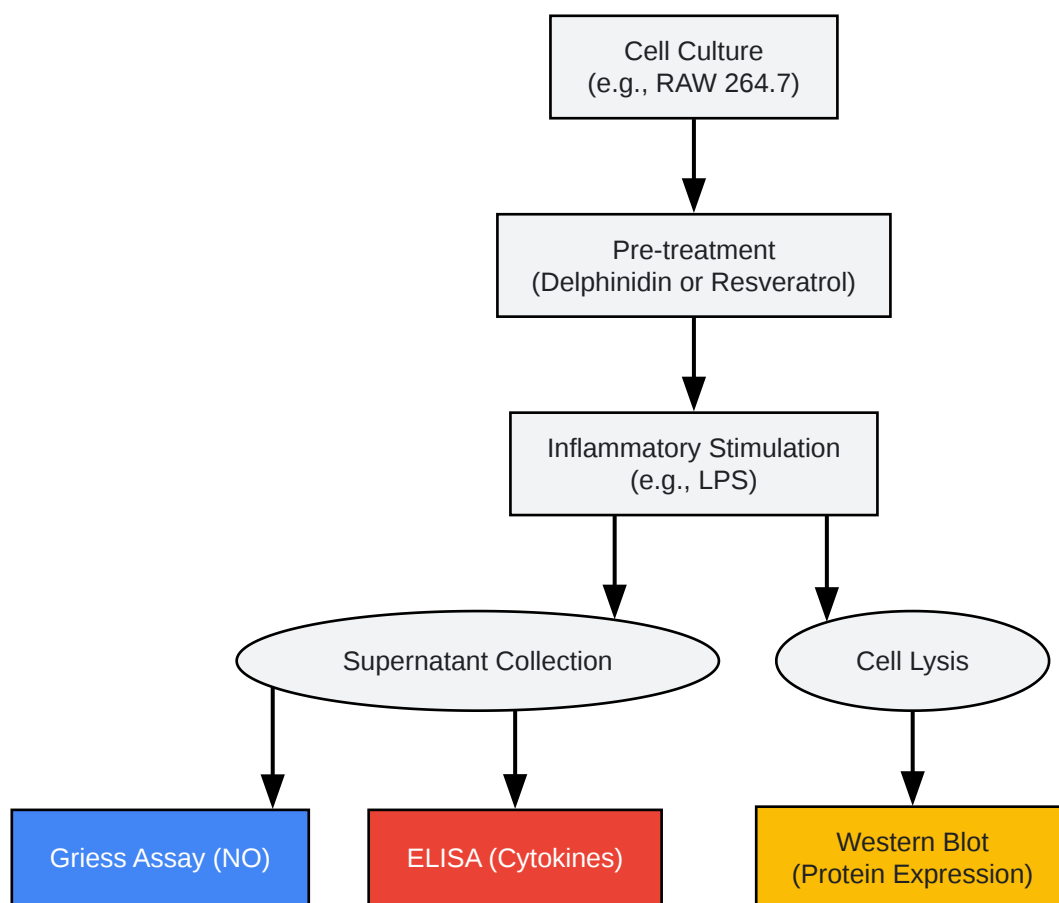 Cell Culture
(e.g., RAW 264.7)
Pre-treatment
(Delphinidin or Resveratrol)
Inflammatory Stimulation
(e.g., LPS)
Supernatant Collection
Cell Lysis
Griess Assay (NO)
ELISA (Cytokines)
Western Blot
(Protein Expression)